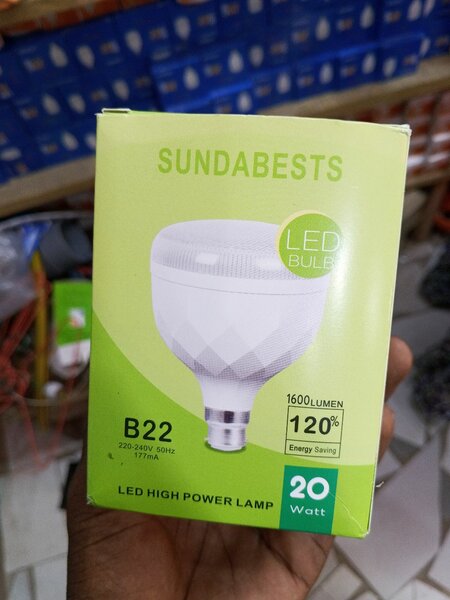 SUNDABESTS
LED
BULB
1600LUMEN
120%
Energy Saving
B22
220-240V 50Hz
177mA
20
Watt
LED HIGH POWER LAMP